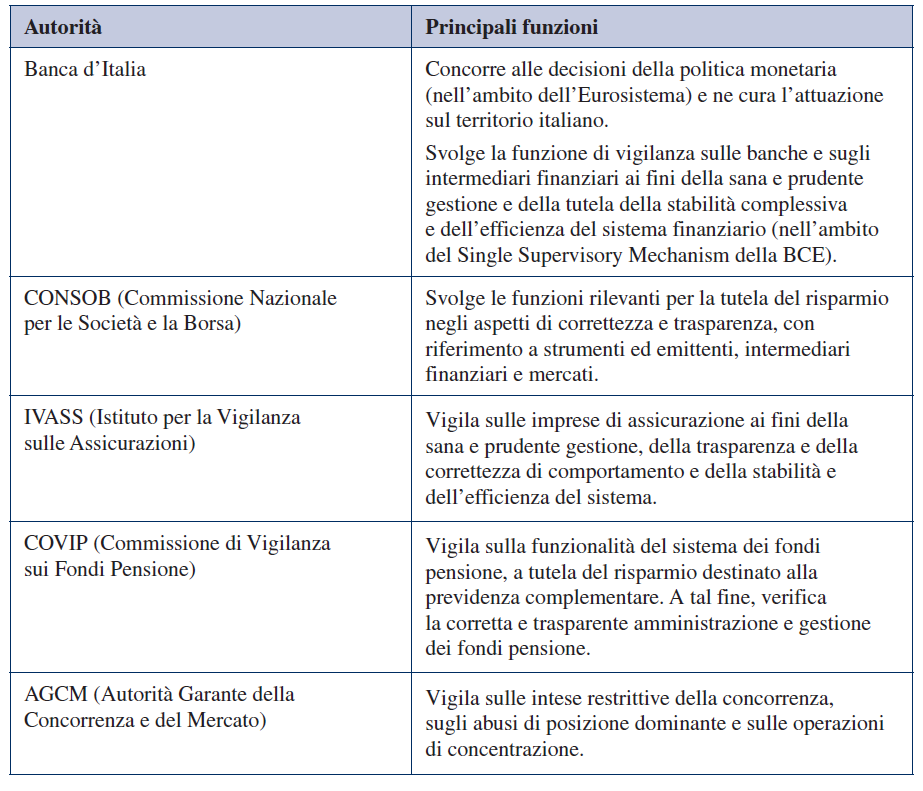 Autorità
Principali funzioni
Banca d’Italia
Concorre alle decisioni della politica monetaria
(nell’ambito dell’Eurosistema) e ne cura l’attuazione
sul territorio italiano.
Svolge la funzione di vigilanza sulle banche e sugli
intermediari finanziari ai fini della sana e prudente
gestione e della tutela della stabilità complessiva
e dell’efficienza del sistema finanziario (nell’ambito
del Single Supervisory Mechanism della BCE).
CONSOB (Commissione Nazionale
per le Società e la Borsa)
Svolge le funzioni rilevanti per la tutela del risparmio
negli aspetti di correttezza e trasparenza, con
riferimento a strumenti ed emittenti, intermediari
finanziari e mercati.
IVASS (Istituto per la Vigilanza
sulle Assicurazioni)
Vigila sulle imprese di assicurazione ai fini della
sana e prudente gestione, della trasparenza e della
correttezza di comportamento e della stabilità e
dell’efficienza del sistema.
COVIP (Commissione di Vigilanza
sui Fondi Pensione)
Vigila sulla funzionalità del sistema dei fondi
pensione, a tutela del risparmio destinato alla
previdenza complementare. A tal fine, verifica
la corretta e trasparente amministrazione e gestione
dei fondi pensione.
AGCM (Autorità Garante della
Concorrenza e del Mercato)
Vigila sulle intese restrittive della concorrenza,
sugli abusi di posizione dominante e sulle operazioni
di concentrazione.